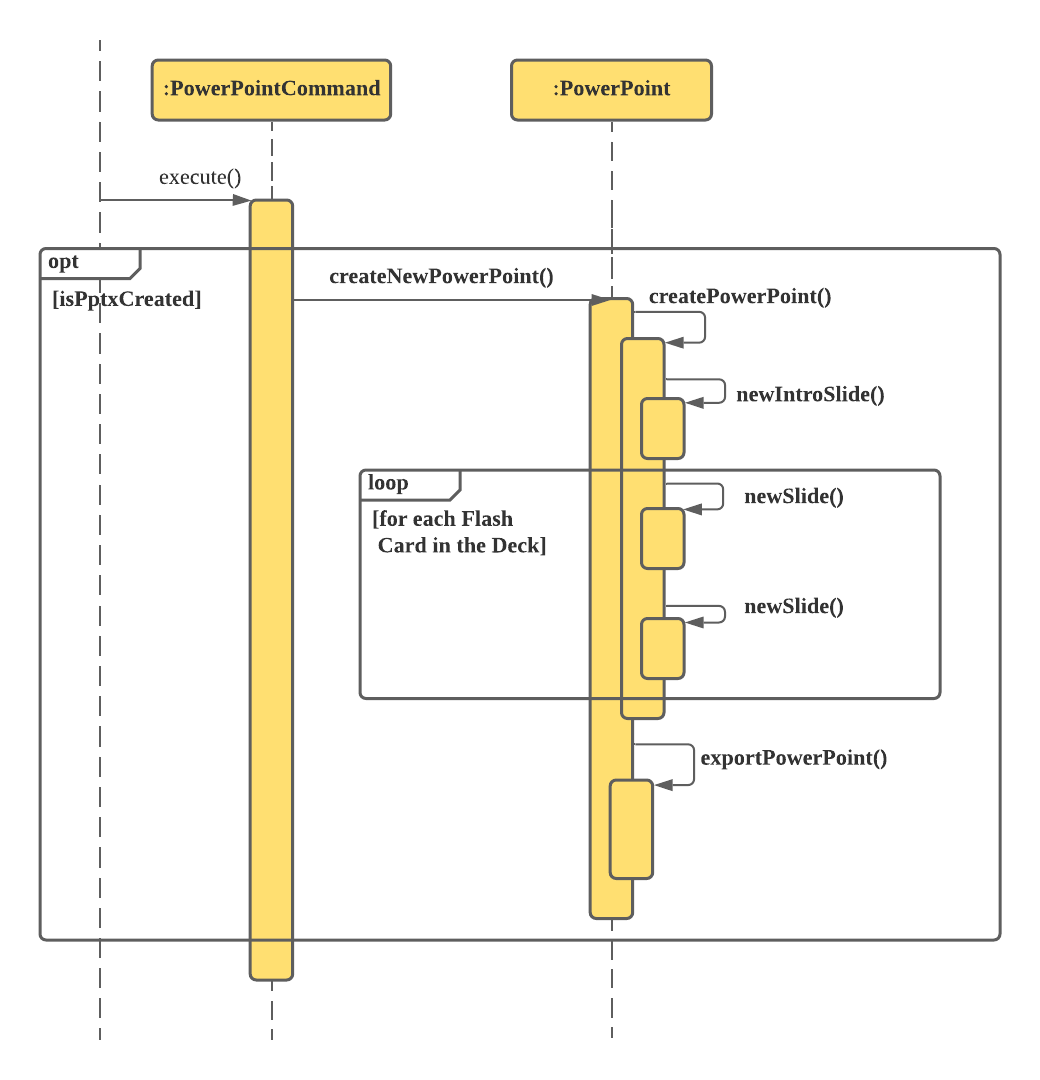 :PowerPointCommand
:PowerPoint
execute()
opt
[isPptxCreated]
createNewPowerPoint()
createPowerPoint()
newIntroSlide()
loop
[for each Flash
Card in the Deck]
newSlide()
newSlide()
exportPowerPoint()